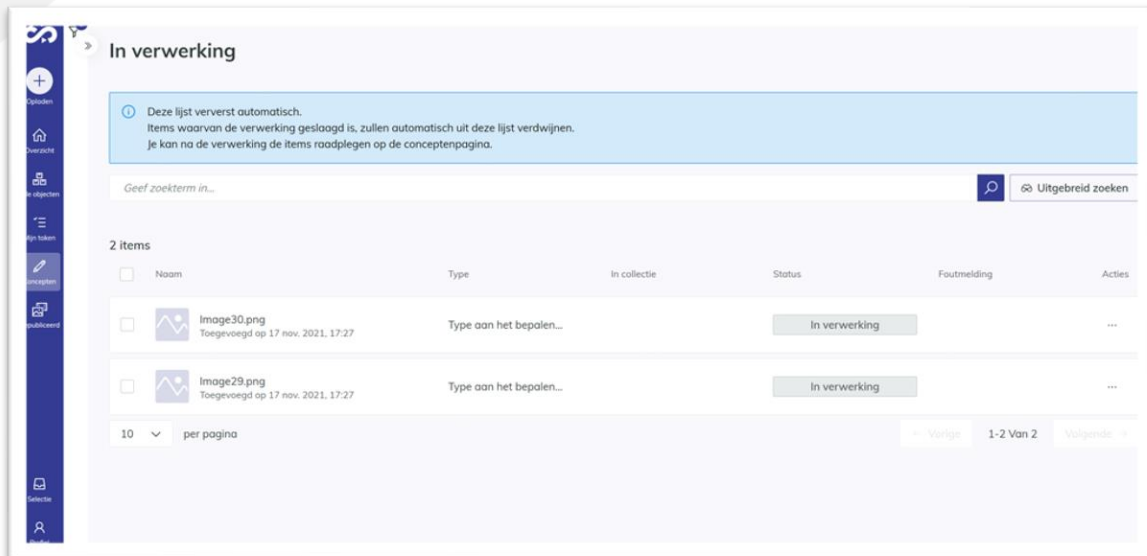 In verwerking
Deze lijst ververst automatisch.
Items waarvan de verwerking geslaagd is, zullen automatisch uit deze lijst verdwijnen.
Je kan na de verwerking de items raadplegen op de conceptenpagina.
Oploden
Overzicht
le objecten
Mijn taken
oncepten
epubliceerd
Geef zoekterm in...
Uitgebreid zoeken
2 items
Naam Type In collectie Status Foutmelding Acties
Image30.png
Toegevoegd op 17 nov. 2021, 17:27
Type aan het bepalen... In verwerking ...
Image29.png
Toegevoegd op 17 nov. 2021, 17:27
Type aan het bepalen... In verwerking ...
10 per pagina ← Vorige 1-2 Van 2 Volgende →
Selectie